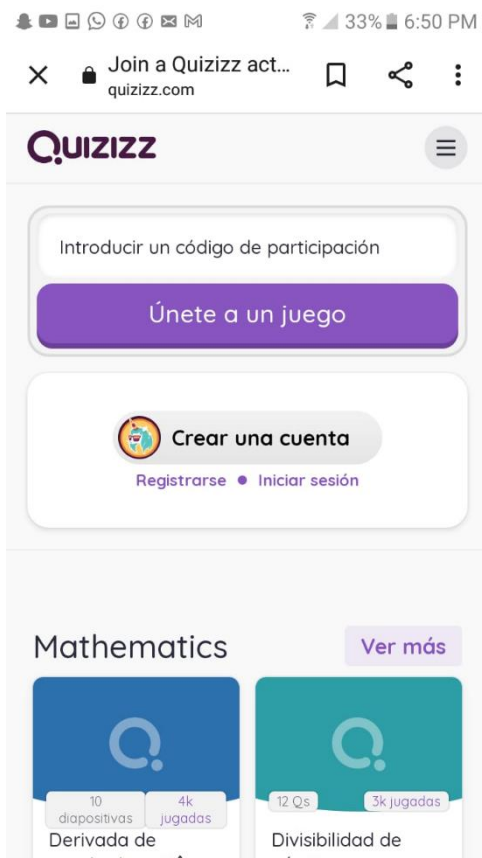 33% 6:50 PM
Join a Quizizz act...
quizizz.com
QUIZIZZ
Introducir un código de participación
Únete a un juego
Crear una cuenta
Registrarse ● Iniciar sesión
Mathematics
Ver más
10 diapositivas
4k jugadas
12 Qs
3k jugadas
Derivada de
Divisibilidad de